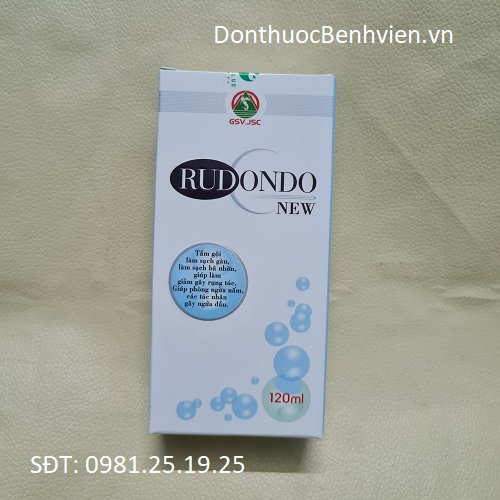 DonthuocBenhvien.vn
GSV.,JSC
RUDONDO
NEW
Tắm gội
làm sạch gàu,
làm sạch bã nhờn,
giúp làm
giảm gãy rụng tóc.
Giúp phòng ngừa nấm,
các tác nhân
gây ngứa đầu.
120ml
SĐT: 0981.25.19.25